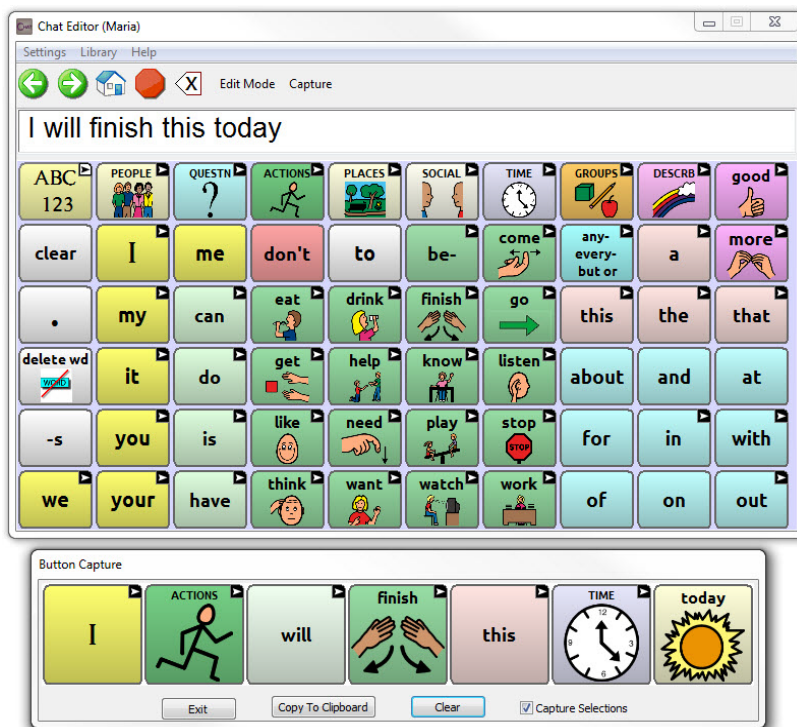 Chat Editor (Maria)
Settings Library Help
X Edit Mode Capture
I will finish this today
ABC 123 PEOPLE QUESTN ? ACTIONS PLACES SOCIAL TIME GROUPS DESCRB good
clear I me don't to be- come any- every- but or a more
. my can eat drink finish go this the that
delete wd WORD it do get help know listen about and at
-s you is like need play stop STOP for in with
we your have think want watch work of on out
Button Capture
I ACTIONS will finish this TIME 12 3 6 9 today
Exit Copy To Clipboard Clear Capture Selections